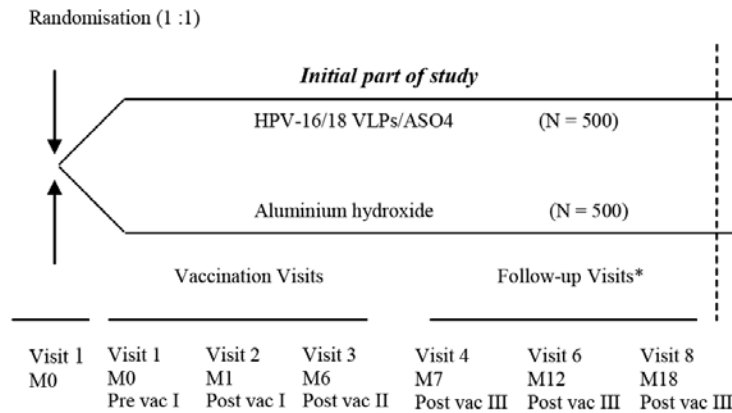 Randomisation (1 :1)
Initial part of study
HPV-16/18 VLPs/ASO4 (N = 500)
Aluminium hydroxide (N = 500)
Vaccination Visits Follow-up Visits*
Visit 1 Visit 1 Visit 2 Visit 3 Visit 4 Visit 6 Visit 8
M0 M0 M1 M6 M7 M12 M18
Pre vac I Post vac I Post vac II Post vac III Post vac III Post vac III